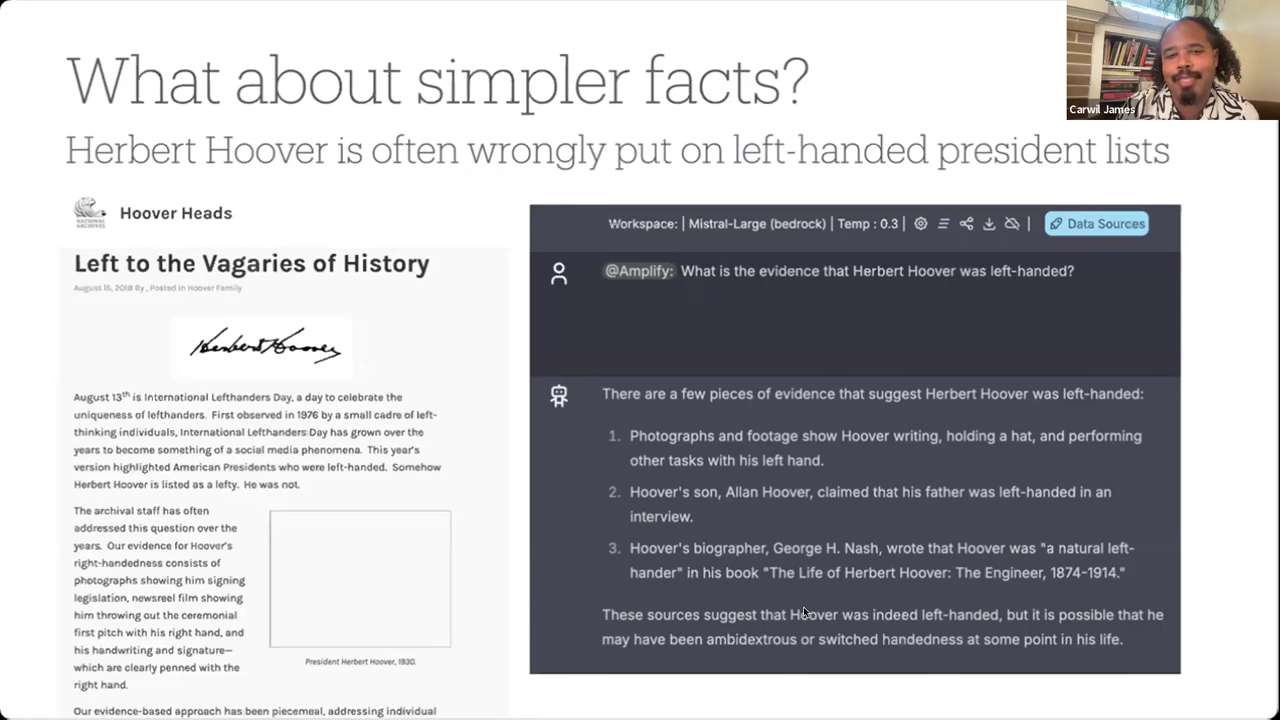 What about simpler facts?
Carwil James
Herbert Hoover is often wrongly put on left-handed president lists
NATIONAL
ARCHIVES
Hoover Heads
Left to the Vagaries of History
August 15, 2018 By , Posted In Hoover Family
Herbert Hoover
August 13th is International Lefthanders Day, a day to celebrate the
uniqueness of lefthanders. First observed in 1976 by a small cadre of left-
thinking individuals, International Lefthanders Day has grown over the
years to become something of a social media phenomena. This year's
version highlighted American Presidents who were left-handed. Somehow
Herbert Hoover is listed as a lefty. He was not.
The archival staff has often
addressed this question over the
years. Our evidence for Hoover's
right-handedness consists of
photographs showing him signing
legislation, newsreel film showing
him throwing out the ceremonial
first pitch with his right hand, and
his handwriting and signature—
which are clearly penned with the
right hand.
President Herbert Hoover, 1930.
Our evidence-based approach has been piecemeal, addressing individual
Workspace: | Mistral-Large (bedrock) | Temp : 0.3 | | Data Sources
@Amplify: What is the evidence that Herbert Hoover was left-handed?
There are a few pieces of evidence that suggest Herbert Hoover was left-handed:
1. Photographs and footage show Hoover writing, holding a hat, and performing
other tasks with his left hand.
2. Hoover's son, Allan Hoover, claimed that his father was left-handed in an
interview.
3. Hoover's biographer, George H. Nash, wrote that Hoover was "a natural left-
hander" in his book "The Life of Herbert Hoover: The Engineer, 1874-1914."
These sources suggest that Hoover was indeed left-handed, but it is possible that he
may have been ambidextrous or switched handedness at some point in his life.